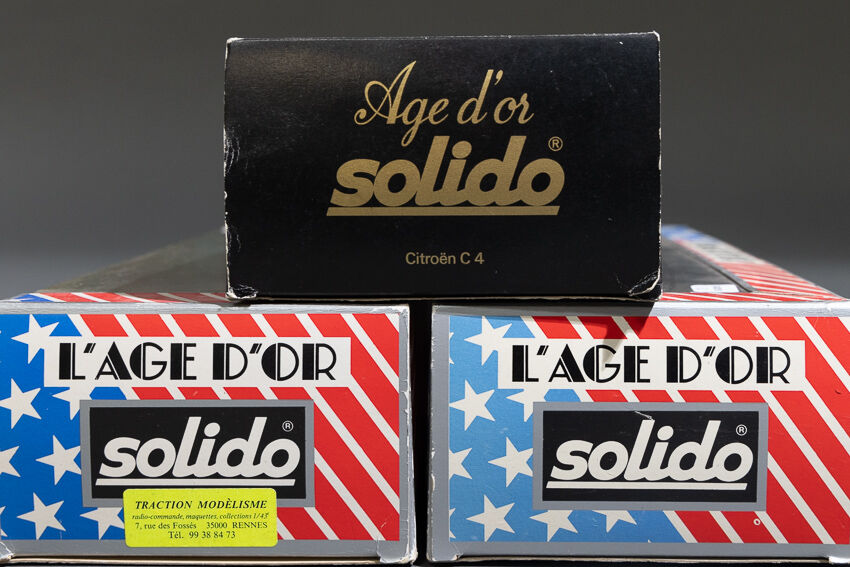 Age d'or
solido®
Citroën C 4
L'AGE D'OR
solido®
TRACTION MODÈLISME
radio-commande, maquettes, collections 1/43e
7, rue des Fossés 35000 RENNES
Tél. 99 38 84 73
L'AGE D'OR
solido®